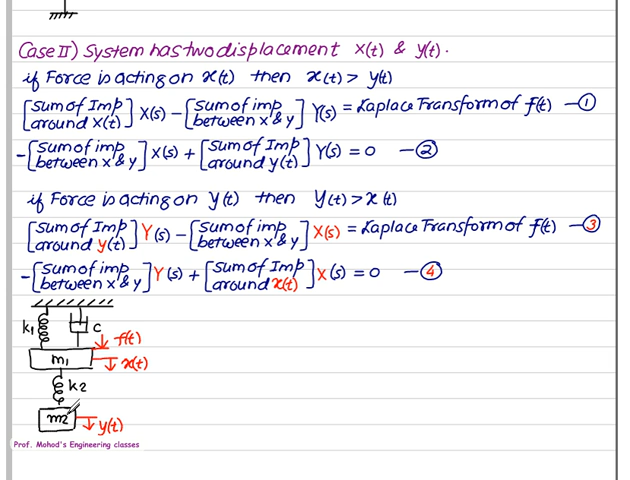 Case II) System has two displacement x(t) & y(t).
if Force is acting on x(t) then x(t) > y(t)
[Sum of Imp around x(t)] X(s) - [Sum of imp between x & y] Y(s) = Laplace Transform of f(t) - ①
-[Sum of imp between x & y] X(s) + [Sum of Imp around y(t)] Y(s) = 0 - ②
if Force is acting on y(t) then y(t) > x(t)
[Sum of Imp around y(t)] Y(s) - [Sum of imp between x & y] X(s) = Laplace Transform of f(t) - ③
-[Sum of imp between x & y] Y(s) + [Sum of Imp around x(t)] X(s) = 0 - ④
k1
c
f(t)
m1
x(t)
k2
m2
y(t)
Prof. Mohod's Engineering classes